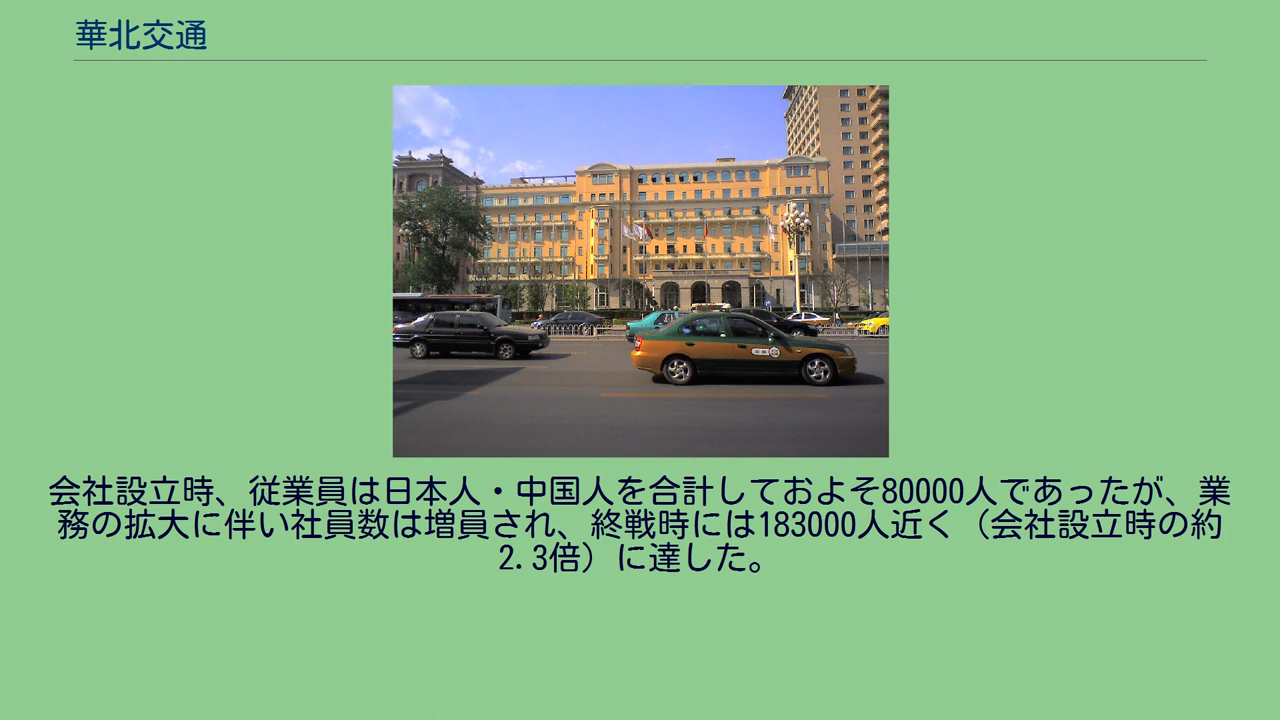 華北交通
会社設立時、従業員は日本人・中国人を合計しておよそ80000人であったが、業
務の拡大に伴い社員数は増員され、終戦時には183000人近く（会社設立時の約
2.3倍）に達した。